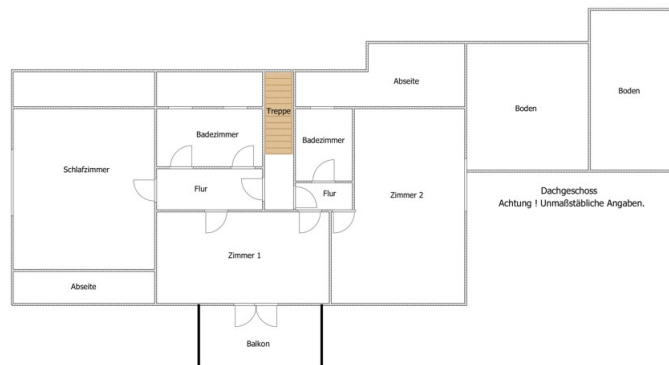 Abseite
Boden
Boden
Treppe
Badezimmer
Badezimmer
Schlafzimmer
Flur
Flur
Zimmer 2
Dachgeschoss
Achtung ! Unmaßstäbliche Angaben.
Zimmer 1
Abseite
Balkon